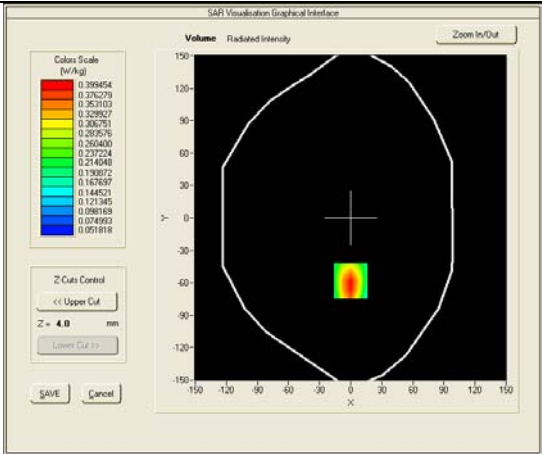 SAR Visualisation Graphical Interface
Volume Radiated Intensity
Zoom In/Out
Colors Scale
(W/kg)
0.399454
0.376279
0.353103
0.329927
0.306751
0.283576
0.260400
0.237224
0.214048
0.190872
0.167697
0.144521
0.121345
0.098169
0.074993
0.051818
Z Cuts Control
<< Upper Cut
Z = 4.0 mm
Lower Cut >>
SAVE Cancel
150
120
90
60
30
0
-30
-60
-90
-120
-150
Y
-150 -120 -90 -60 -30 0 30 60 90 120 150
X